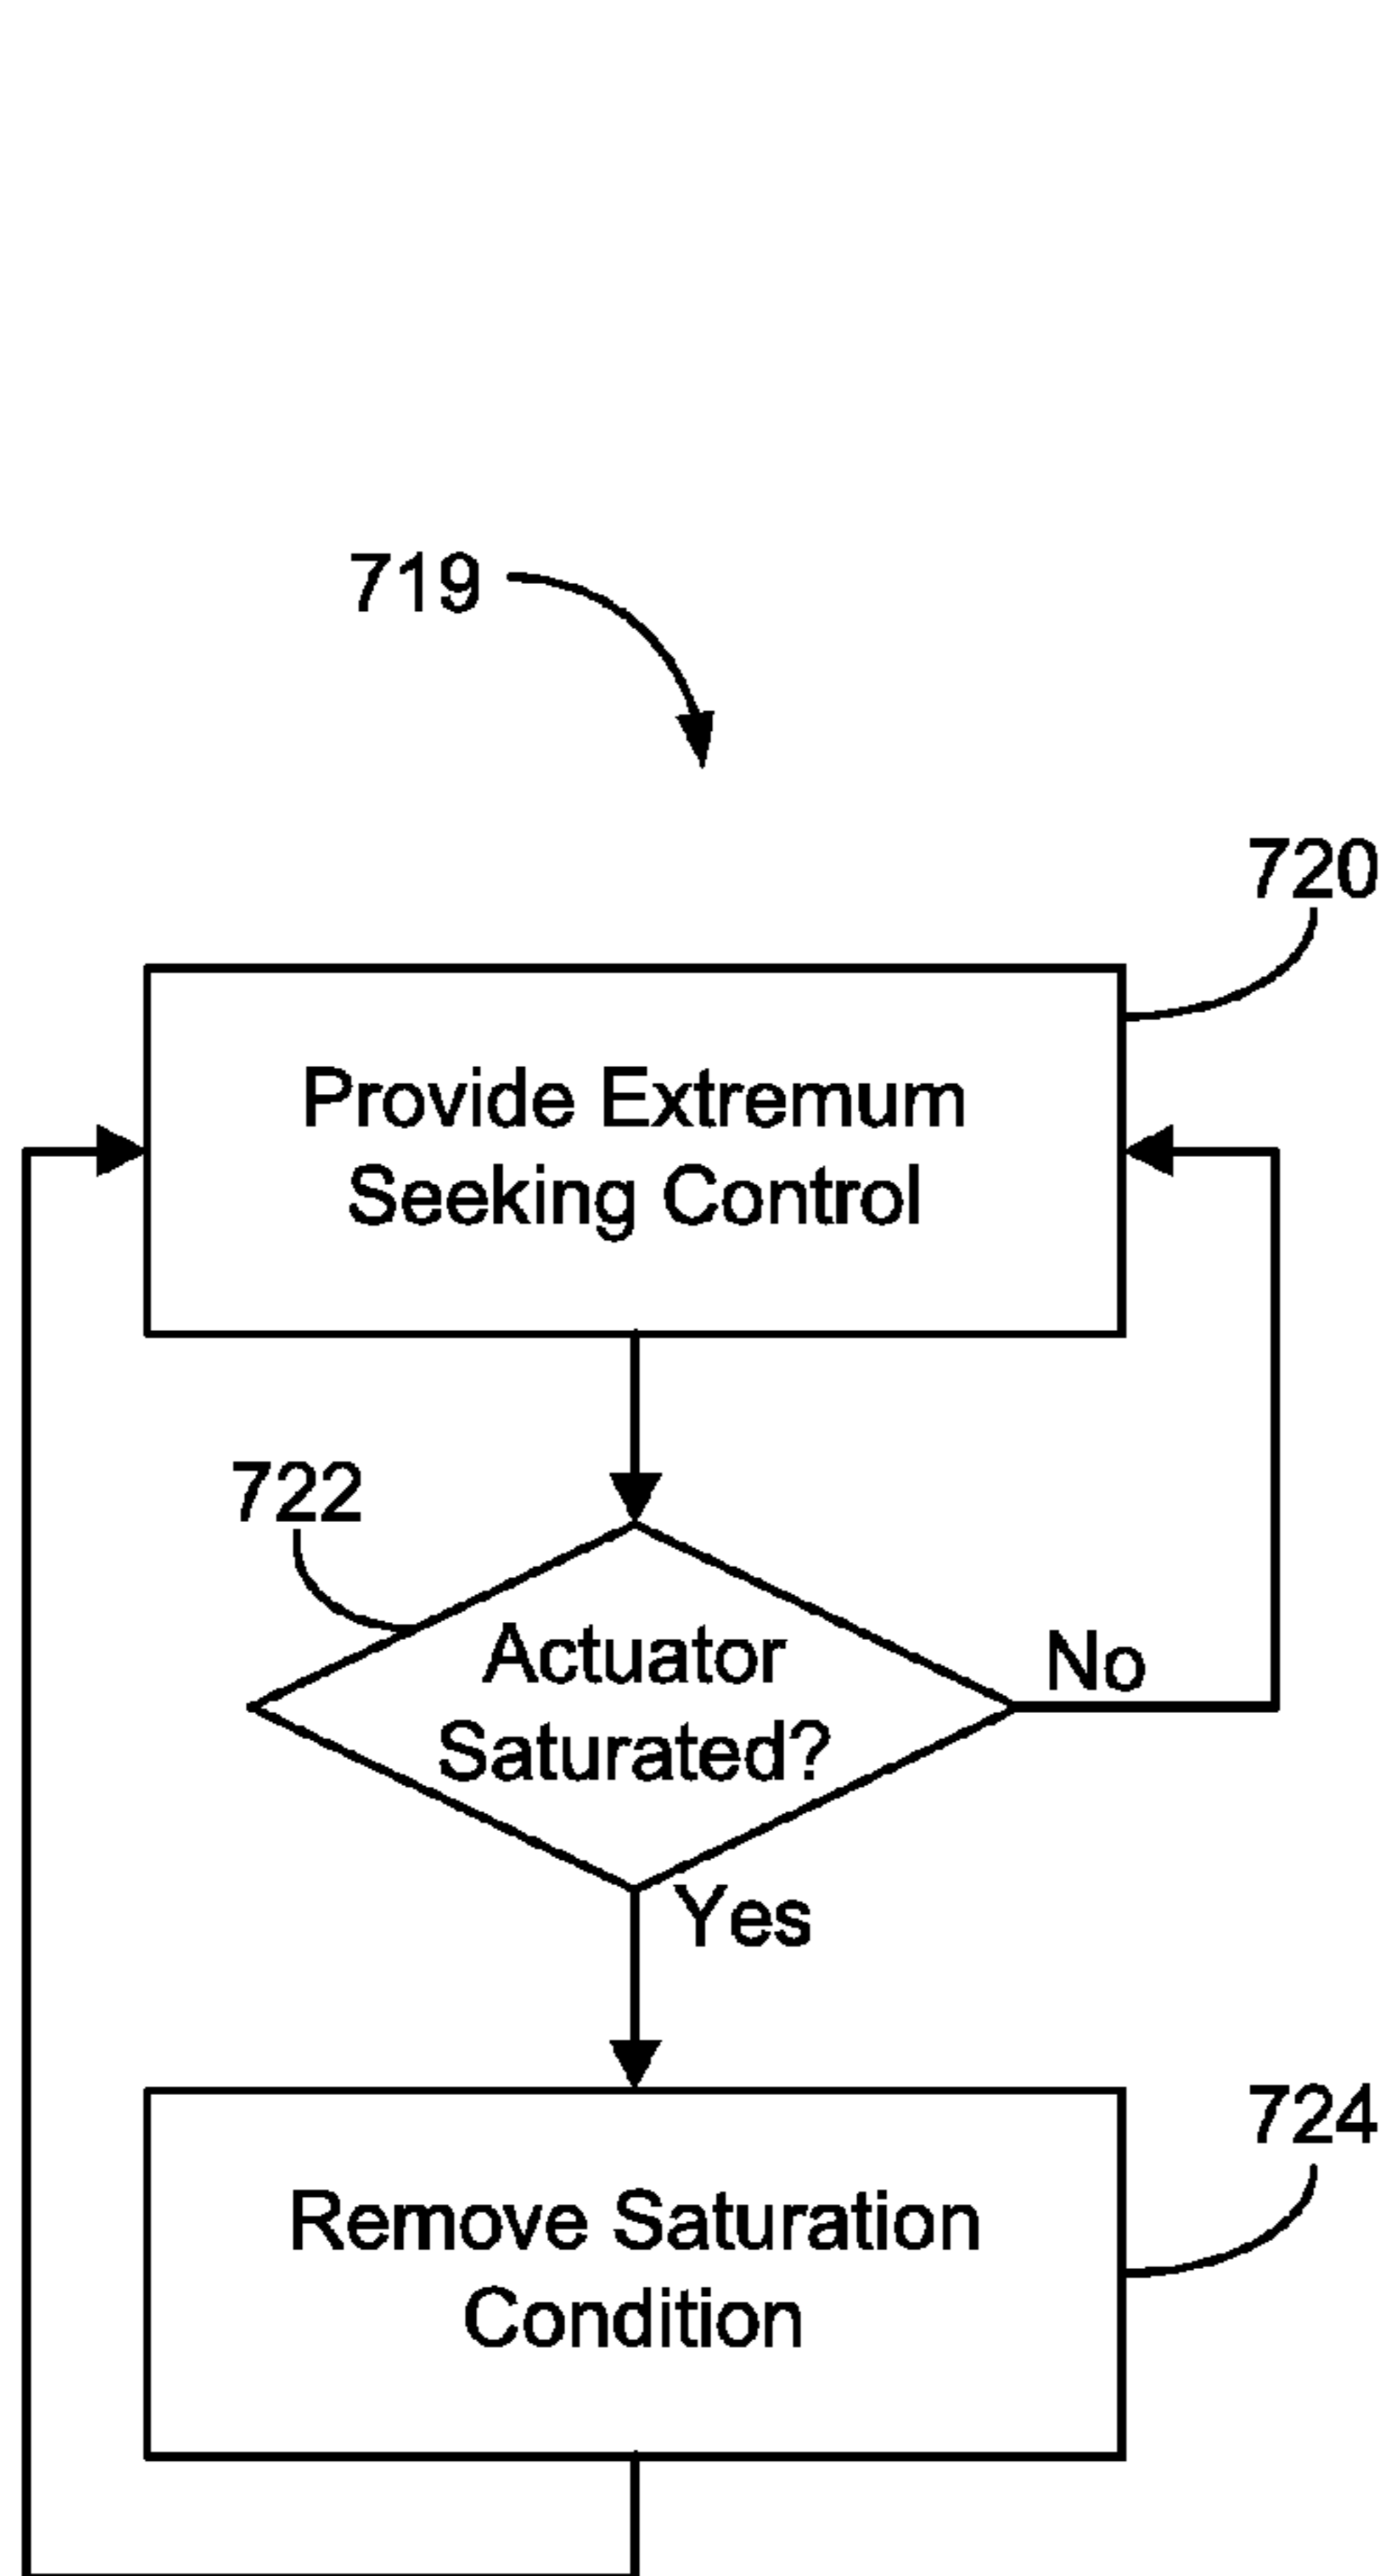 719
720
Provide Extremum
Seeking Control
722
Actuator
Saturated?
No
Yes
724
Remove Saturation
Condition